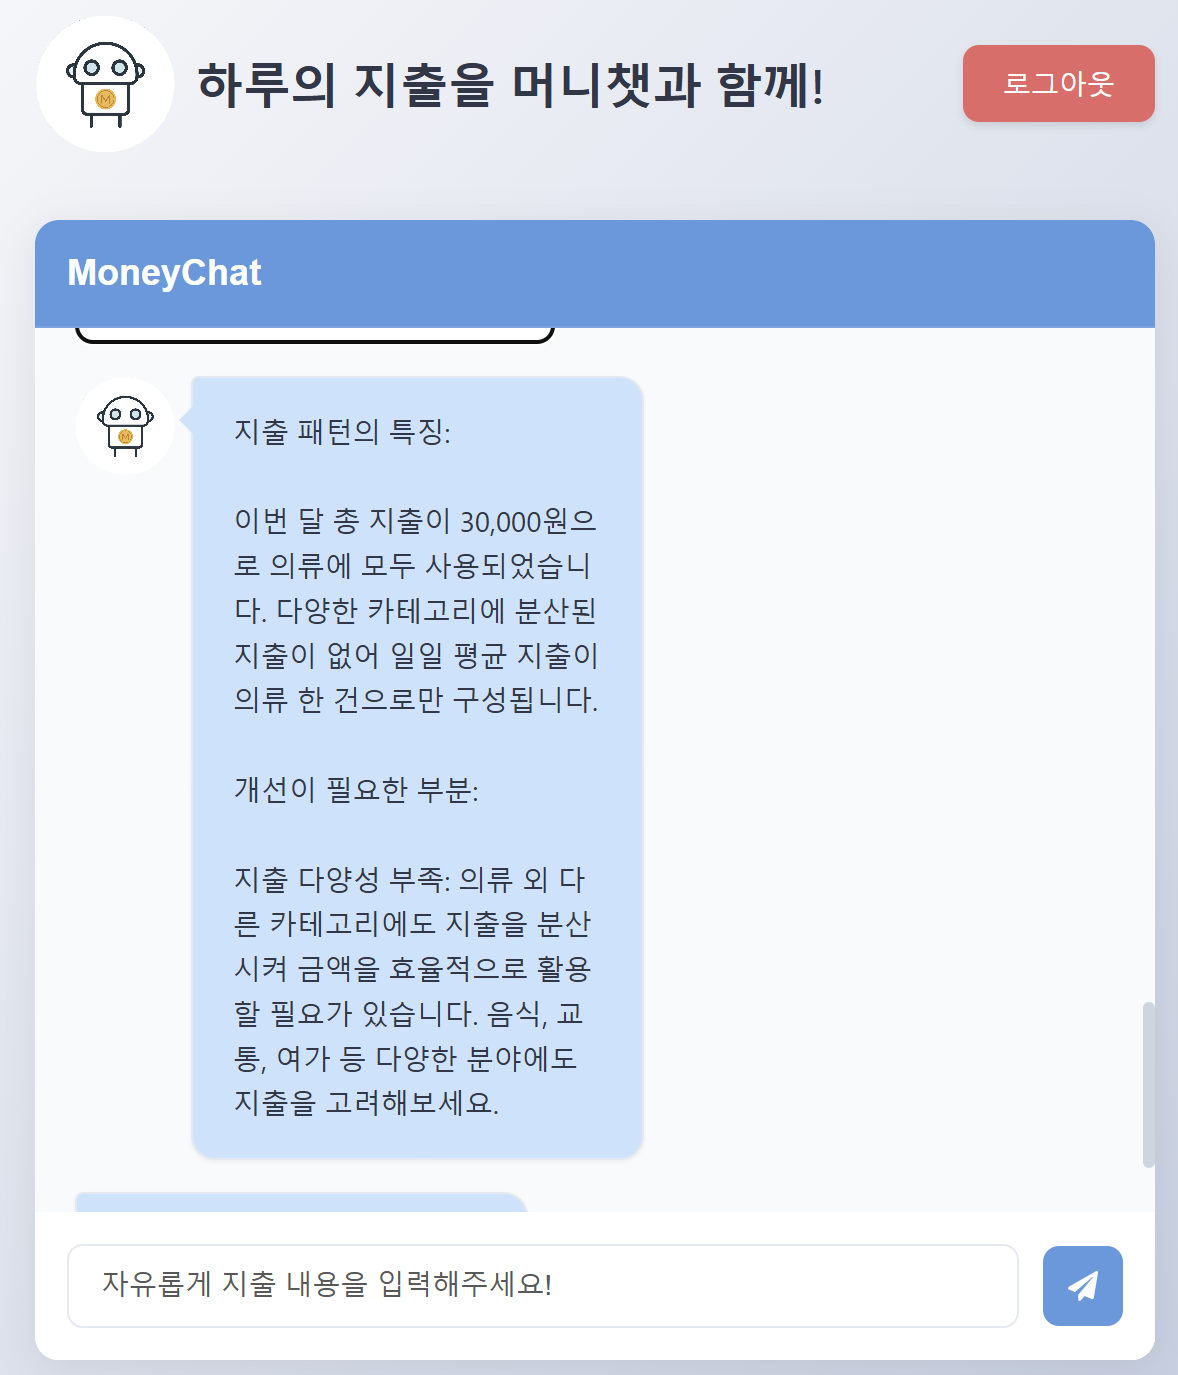 하루의 지출을 머니챗과 함께!
로그아웃
MoneyChat
지출 패턴의 특징:
이번 달 총 지출이 30,000원으
로 의류에 모두 사용되었습니
다. 다양한 카테고리에 분산된
지출이 없어 일일 평균 지출이
의류 한 건으로만 구성됩니다.
개선이 필요한 부분:
지출 다양성 부족: 의류 외 다
른 카테고리에도 지출을 분산
시켜 금액을 효율적으로 활용
할 필요가 있습니다. 음식, 교
통, 여가 등 다양한 분야에도
지출을 고려해보세요.
자유롭게 지출 내용을 입력해주세요!